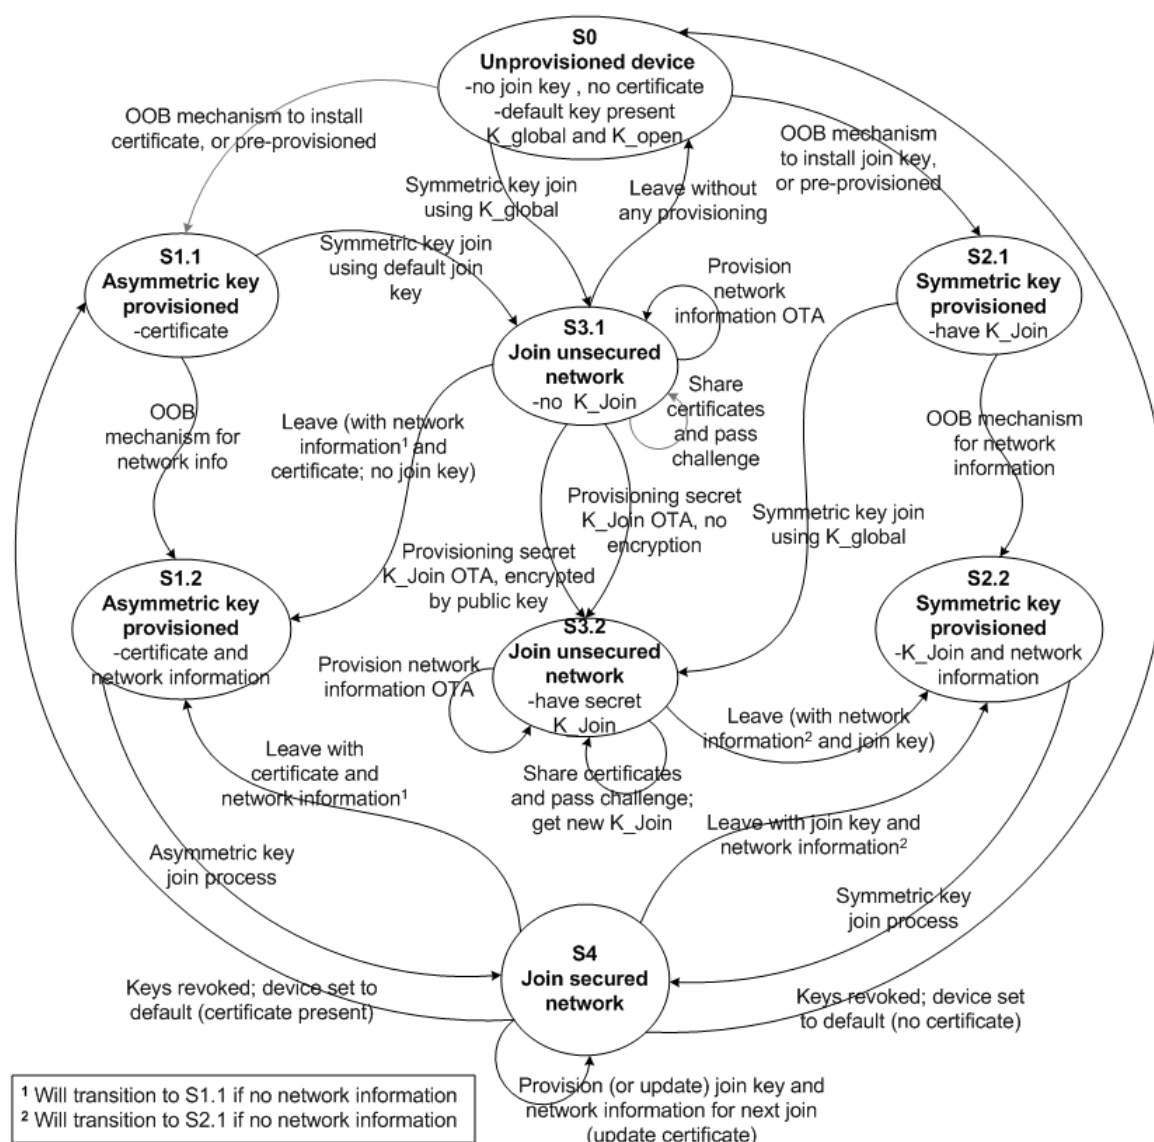 S0
Unprovisioned device
-no join key , no certificate
-default key present
K_global and K_open
OOB mechanism to install
certificate, or pre-provisioned
OOB mechanism
to install join key,
or pre-provisioned
Symmetric key join
using K_global
Leave without
any provisioning
S1.1
Asymmetric key
provisioned
-certificate
Symmetric key join
using default join
key
Provision
network
information OTA
S2.1
Symmetric key
provisioned
-have K_Join
S3.1
Join unsecured
network
-no K_Join
Share
certificates
and pass
challenge
OOB
mechanism for
network info
Leave (with network
information¹ and
certificate; no join key)
OOB mechanism
for network
information
Provisioning secret
K_Join OTA, no
encryption
Symmetric key join
using K_global
Provisioning secret
K_Join OTA, encrypted
by public key
S1.2
Asymmetric key
provisioned
-certificate and
network information
S2.2
Symmetric key
provisioned
-K_Join and network
information
S3.2
Join unsecured
network
-have secret
K_Join
Provision network
information OTA
Leave (with network
information² and join key)
Leave with
certificate and
network information¹
Share certificates
and pass challenge;
get new K_Join
Leave with join key and
network information²
Asymmetric key
join process
Symmetric key
join process
S4
Join secured
network
Keys revoked; device set to
default (certificate present)
Keys revoked; device set
to default (no certificate)
Provision (or update) join key and
network information for next join
(update certificate)
¹ Will transition to S1.1 if no network information
² Will transition to S2.1 if no network information